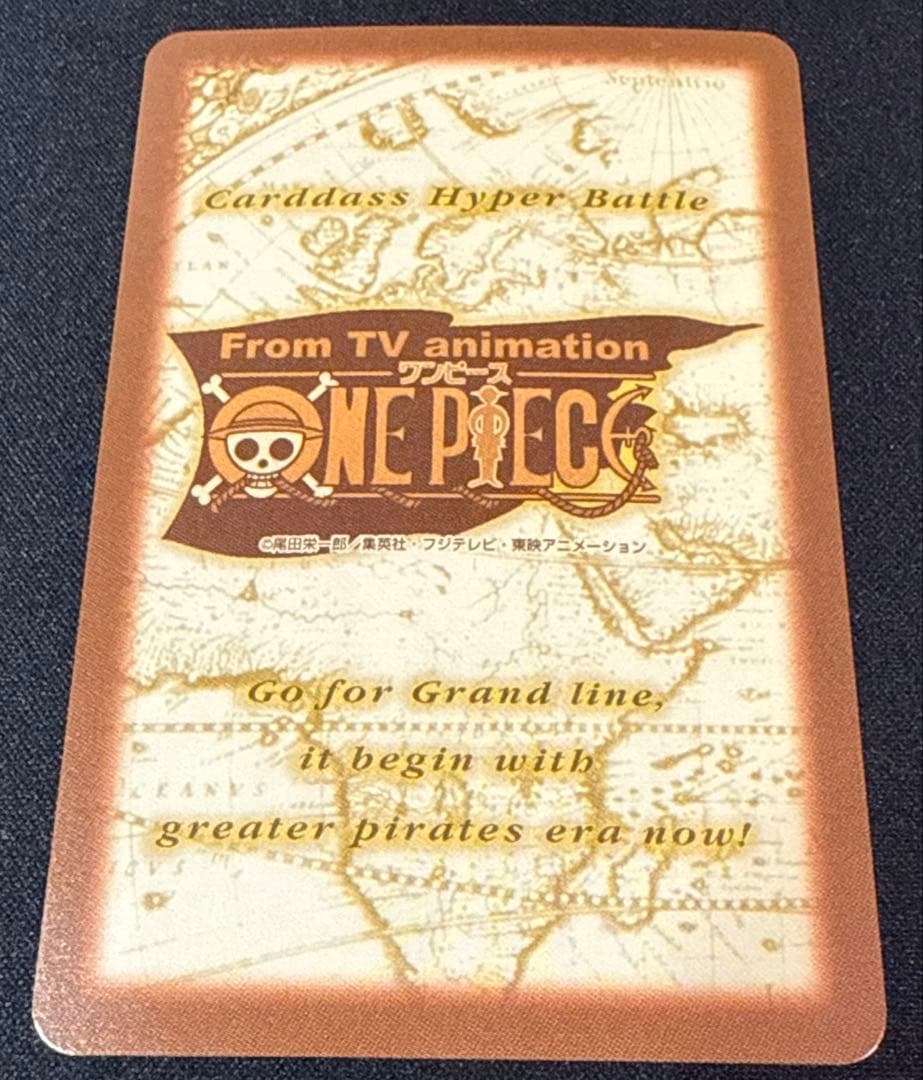 Septentrio
Carddass Hyper Battle
From TV animation
ワンピース
ONE PIECE
©尾田栄一郎/集英社・フジテレビ・東映アニメーション
Go for Grand line,
it begin with
greater pirates era now!